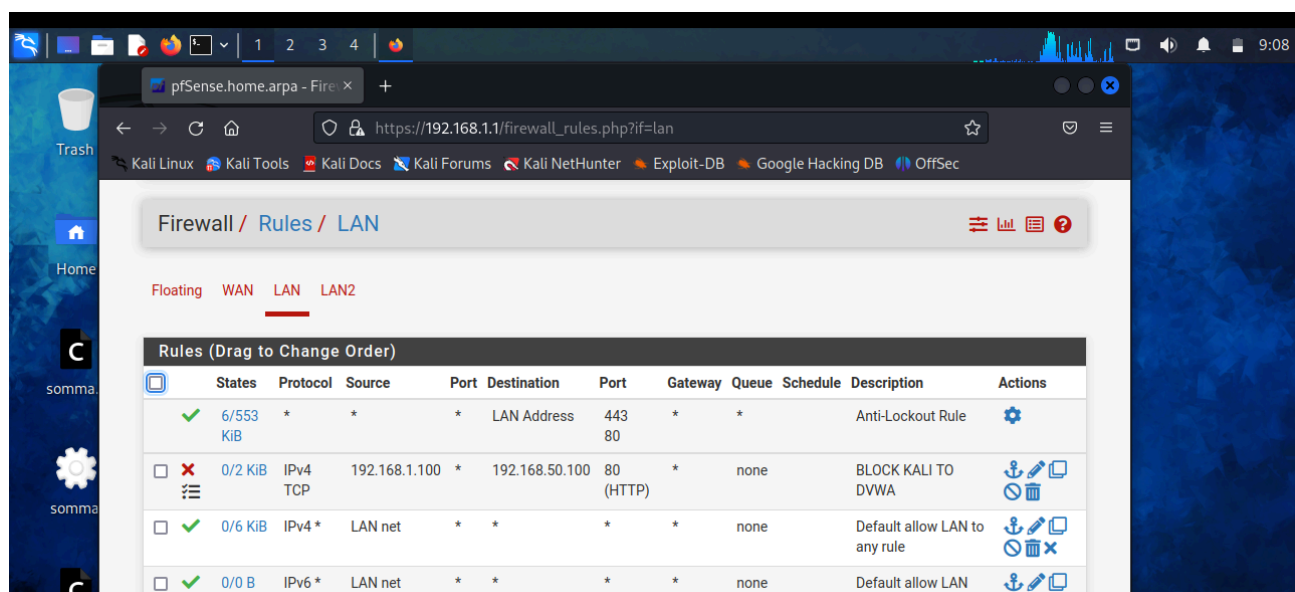 1 2 3 4 9:08
pfSense.home.arpa - Fire
https://192.168.1.1/firewall_rules.php?if=lan
Kali Linux Kali Tools Kali Docs Kali Forums Kali NetHunter Exploit-DB Google Hacking DB OffSec
Trash
Home
somma.
somma
Firewall / Rules / LAN
Floating WAN LAN LAN2
Rules (Drag to Change Order)
States Protocol Source Port Destination Port Gateway Queue Schedule Description Actions
6/553 * * * LAN Address 443 * * Anti-Lockout Rule
KiB 80
0/2 KiB IPv4 192.168.1.100 * 192.168.50.100 80 * none BLOCK KALI TO
TCP (HTTP) DVWA
0/6 KiB IPv4 * LAN net * * * * none Default allow LAN to
any rule
0/0 B IPv6 * LAN net * * * * none Default allow LAN